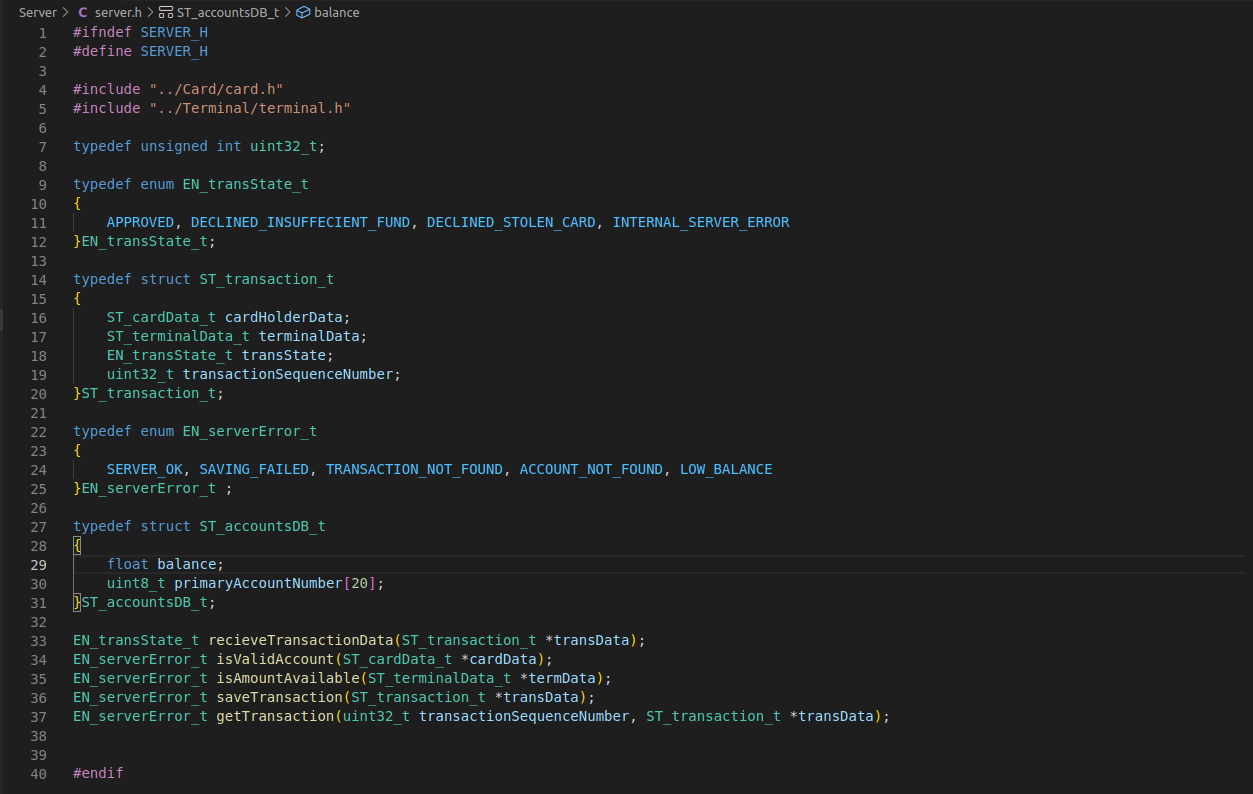 Server > C server.h > ST_accountsDB_t > balance
1 #ifndef SERVER_H
2 #define SERVER_H
3
4 #include "../Card/card.h"
5 #include "../Terminal/terminal.h"
6
7 typedef unsigned int uint32_t;
8
9 typedef enum EN_transState_t
10 {
11     APPROVED, DECLINED_INSUFFECIENT_FUND, DECLINED_STOLEN_CARD, INTERNAL_SERVER_ERROR
12 }EN_transState_t;
13
14 typedef struct ST_transaction_t
15 {
16     ST_cardData_t cardHolderData;
17     ST_terminalData_t terminalData;
18     EN_transState_t transState;
19     uint32_t transactionSequenceNumber;
20 }ST_transaction_t;
21
22 typedef enum EN_serverError_t
23 {
24     SERVER_OK, SAVING_FAILED, TRANSACTION_NOT_FOUND, ACCOUNT_NOT_FOUND, LOW_BALANCE
25 }EN_serverError_t ;
26
27 typedef struct ST_accountsDB_t
28 {
29     float balance;
30     uint8_t primaryAccountNumber[20];
31 }ST_accountsDB_t;
32
33 EN_transState_t recieveTransactionData(ST_transaction_t *transData);
34 EN_serverError_t isValidAccount(ST_cardData_t *cardData);
35 EN_serverError_t isAmountAvailable(ST_terminalData_t *termData);
36 EN_serverError_t saveTransaction(ST_transaction_t *transData);
37 EN_serverError_t getTransaction(uint32_t transactionSequenceNumber, ST_transaction_t *transData);
38
39
40 #endif